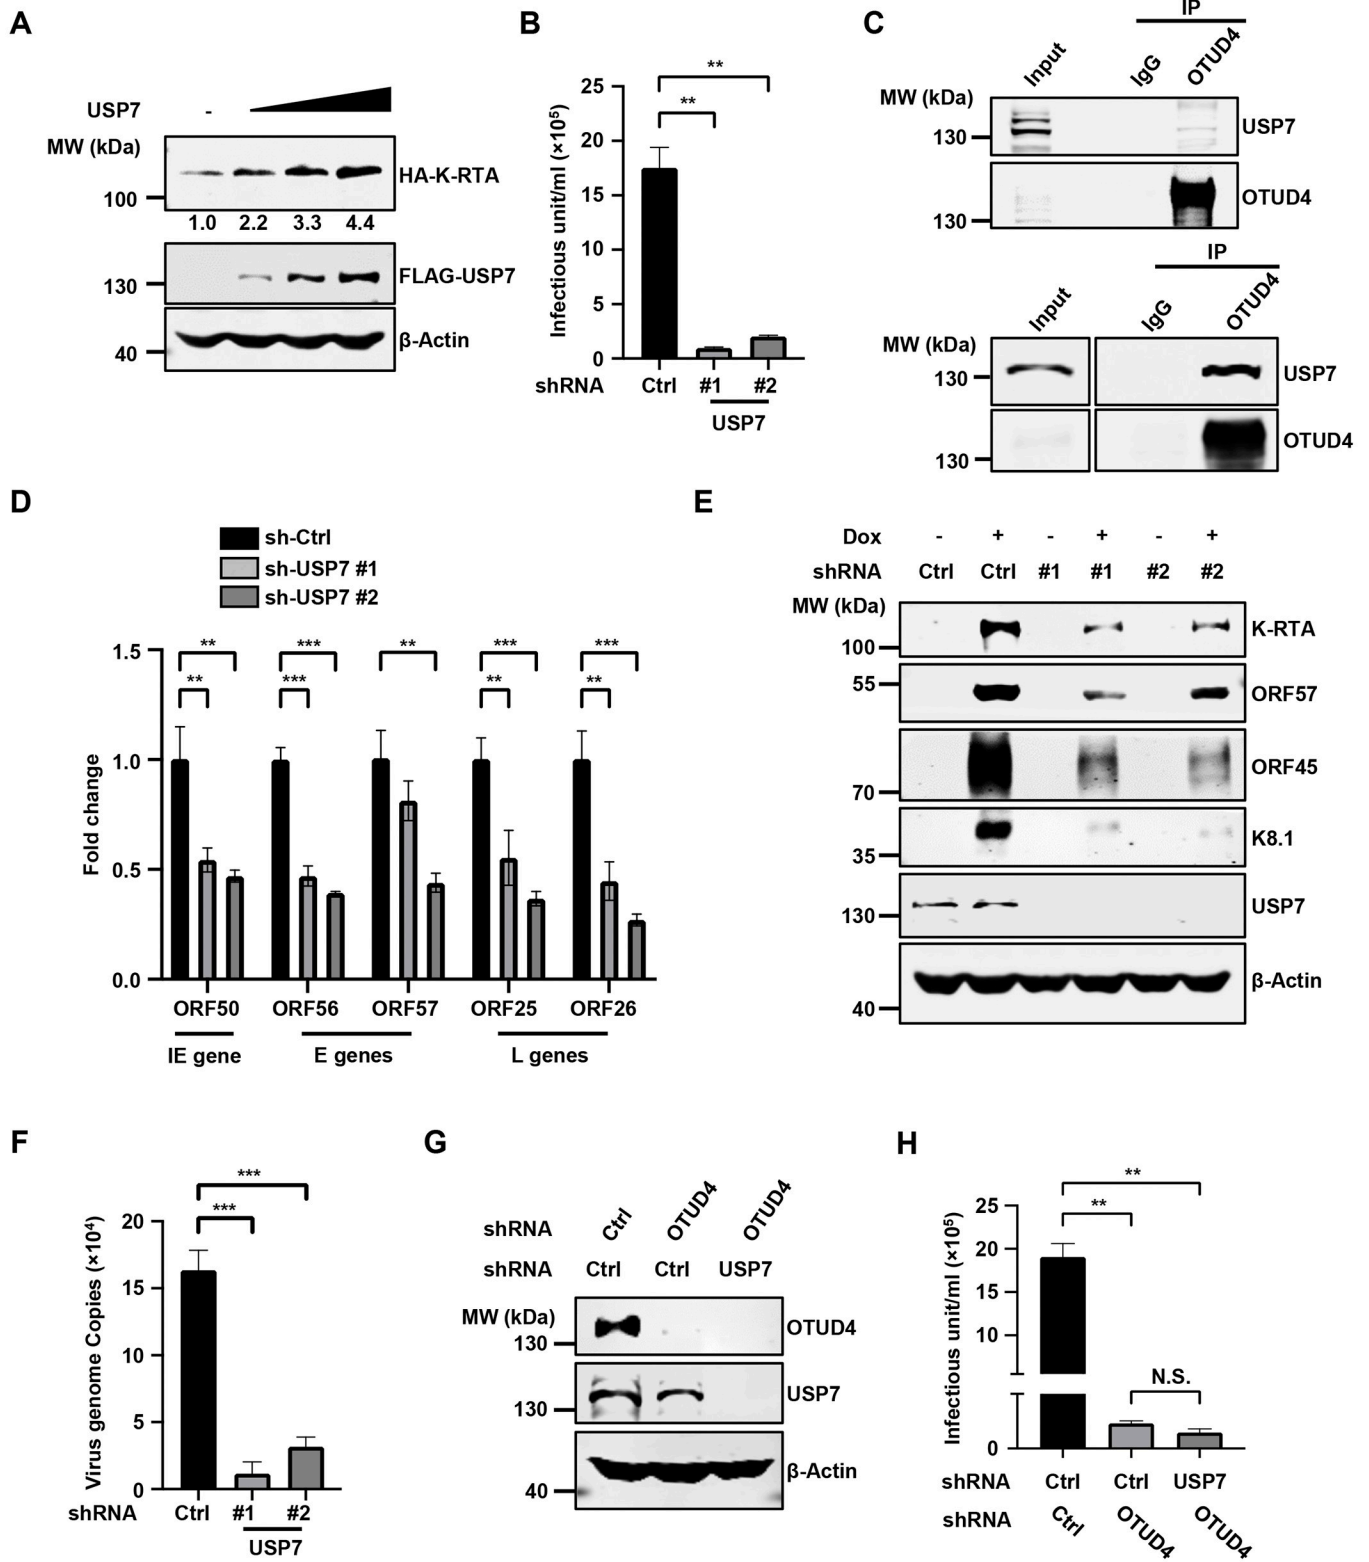 A
USP7 -
MW (kDa)
HA-K-RTA
100
1.0 2.2 3.3 4.4
FLAG-USP7
130
β-Actin
40
B
Infectious unit/ml (×10⁵)
25
20
15
10
5
0
**
**
shRNA Ctrl #1 #2
USP7
C
IP
Input IgG OTUD4
MW (kDa)
130
USP7
OTUD4
130
IP
Input IgG OTUD4
MW (kDa)
130
USP7
OTUD4
130
D
sh-Ctrl
sh-USP7 #1
sh-USP7 #2
Fold change
1.5
1.0
0.5
0.0
** *** ** *** ***
** *** ** **
ORF50 ORF56 ORF57 ORF25 ORF26
IE gene E genes L genes
E
Dox - + - + - +
shRNA Ctrl Ctrl #1 #1 #2 #2
MW (kDa)
K-RTA
100
55
ORF57
ORF45
70
K8.1
35
USP7
130
β-Actin
40
F
Virus genome Copies (×10⁴)
20
15
10
5
0
***
***
shRNA Ctrl #1 #2
USP7
G
shRNA Ctrl OTUD4 OTUD4
shRNA Ctrl Ctrl USP7
MW (kDa)
OTUD4
130
USP7
130
β-Actin
40
H
Infectious unit/ml (×10⁵)
25
20
15
10
0
**
**
N.S.
shRNA Ctrl Ctrl USP7
shRNA Ctrl OTUD4 OTUD4